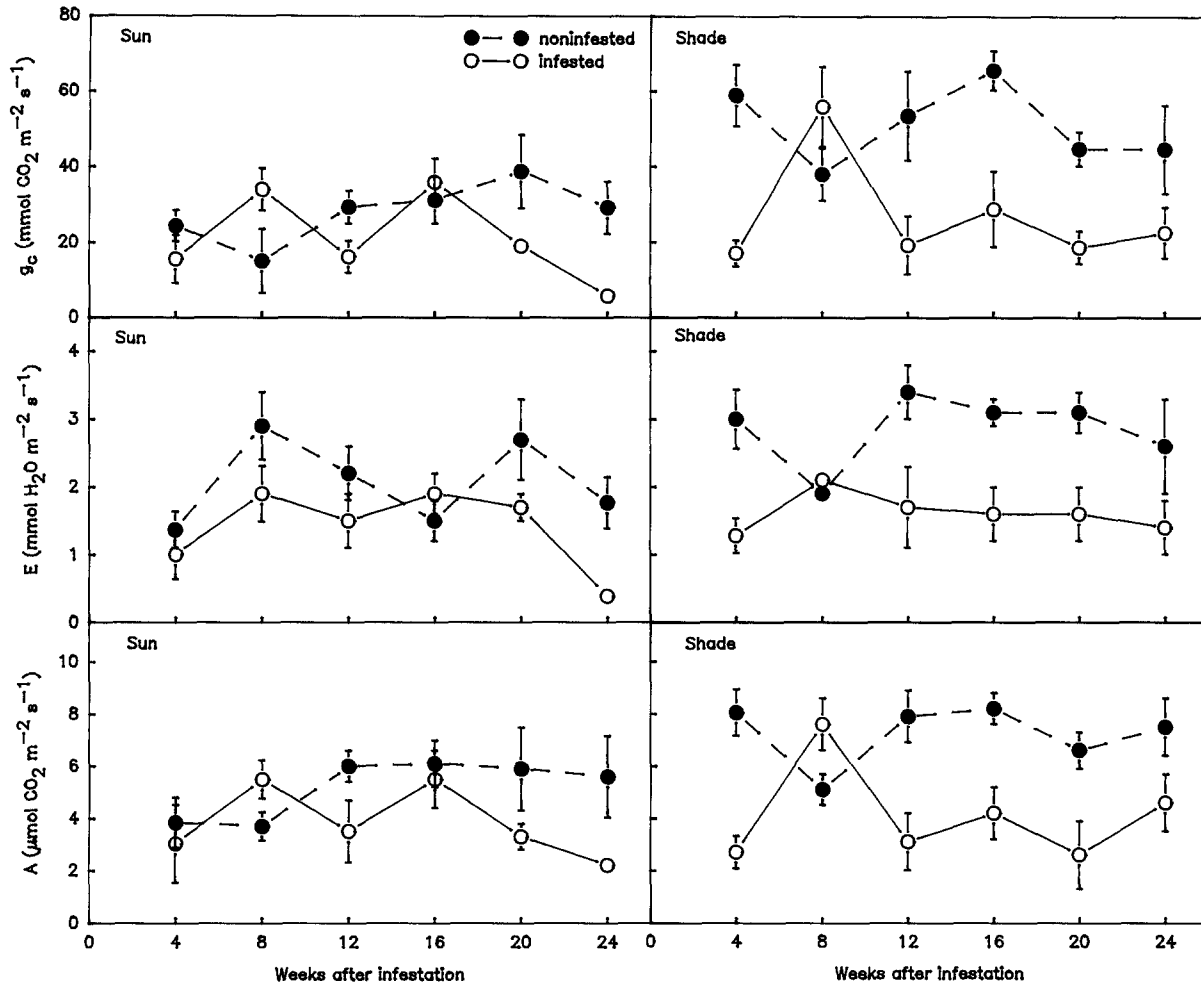 Sun
noninfested
infested
Shade
80
60
40
20
0
gc (mmol CO2 m−2 s−1)
Sun
Shade
4
3
2
1
0
E (mmol H2O m−2 s−1)
Sun
Shade
10
8
6
4
2
0
A (μmol CO2 m−2 s−1)
0 4 8 12 16 20 24 0 4 8 12 16 20 24
Weeks after infestation
Weeks after infestation